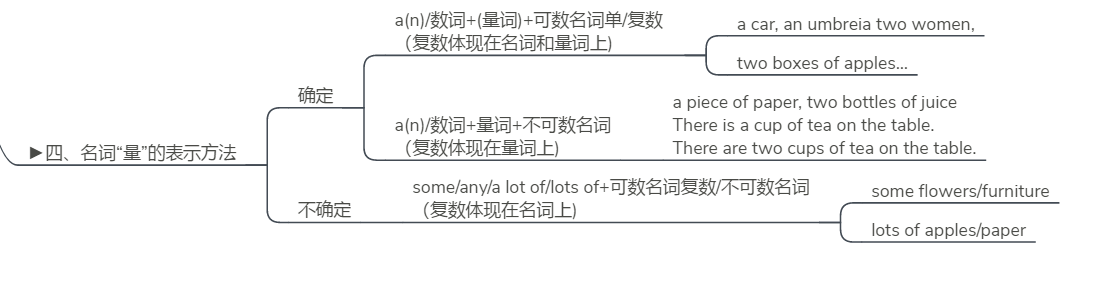 ▶四、名词“量”的表示方法
确定
a(n)/数词+(量词)+可数名词单/复数
（复数体现在名词和量词上)
a car, an umbreia two women,
two boxes of apples...
a(n)/数词+量词+不可数名词
（复数体现在量词上)
a piece of paper, two bottles of juice
There is a cup of tea on the table.
There are two cups of tea on the table.
不确定
some/any/a lot of/lots of+可数名词复数/不可数名词
（复数体现在名词上)
some flowers/furniture
lots of apples/paper